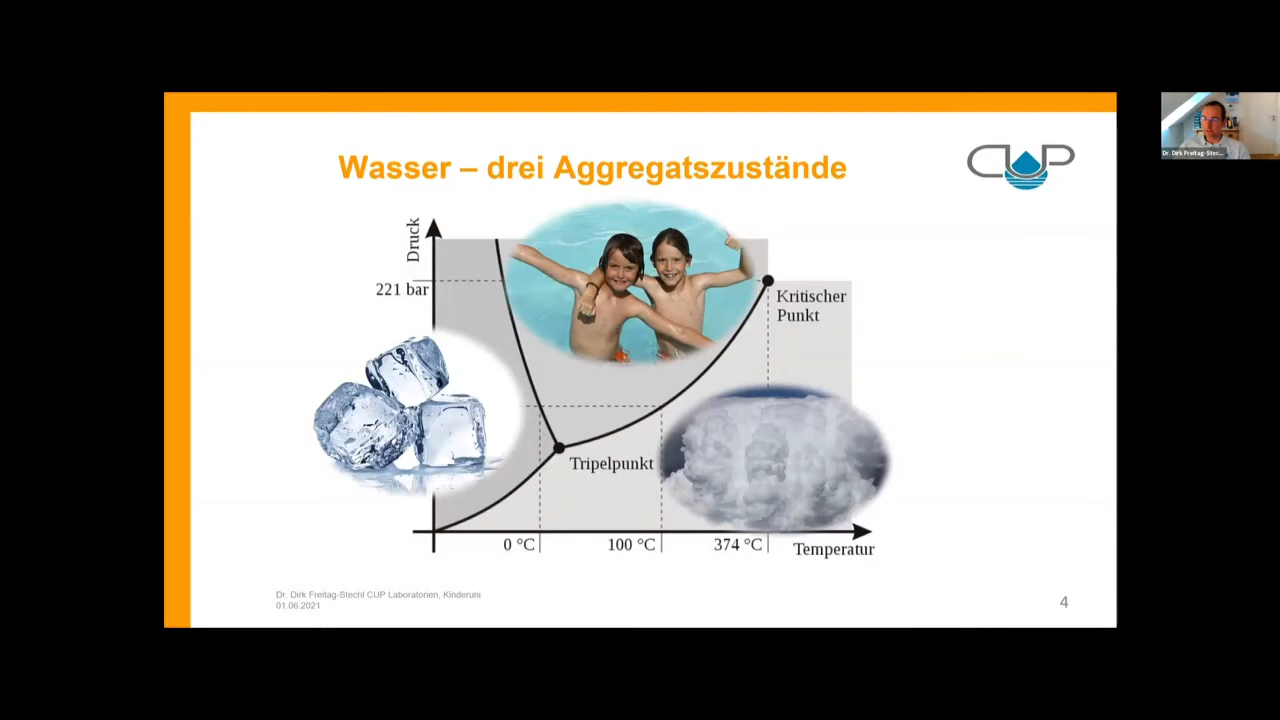 Wasser – drei Aggregatszustände
CUP
Druck
221 bar
Kritischer
Punkt
Tripelpunkt
0 °C
100 °C
374 °C
Temperatur
Dr. Dirk Freitag-Stechl CUP Laboratorien, Kinderuni
01.06.2021
4
Dr. Dirk Freitag-Stec...